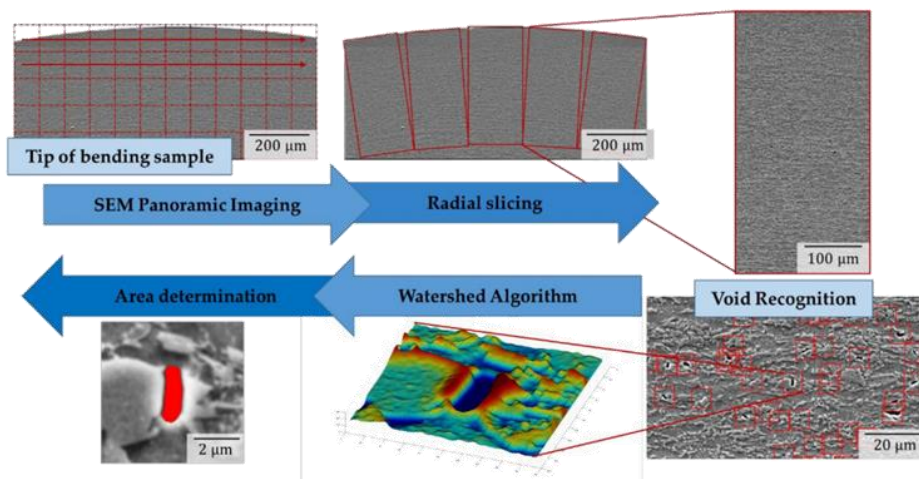 200 µm
Tip of bending sample
200 µm
SEM Panoramic Imaging
Radial slicing
100 µm
Area determination
Watershed Algorithm
Void Recognition
2 µm
20 µm